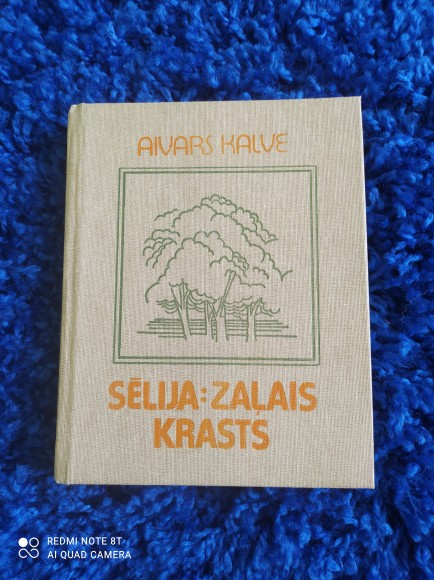 AIVARS KALVE
SĒLIJA: ZAĻAIS
KRASTS
REDMI NOTE 8T
AI QUAD CAMERA